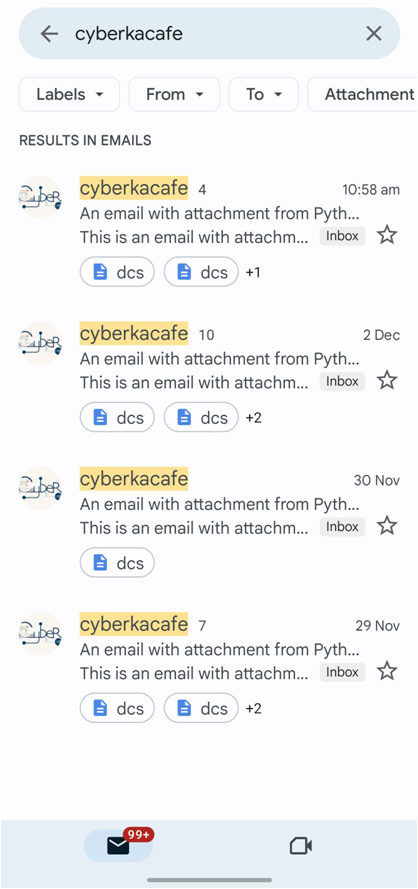 cyberkacafe
Labels From To Attachment
RESULTS IN EMAILS
cyberkacafe 4 10:58 am
An email with attachment from Pyth...
This is an email with attachm... Inbox
dcs dcs +1
cyberkacafe 10 2 Dec
An email with attachment from Pyth...
This is an email with attachm... Inbox
dcs dcs +2
cyberkacafe 30 Nov
An email with attachment from Pyth...
This is an email with attachm... Inbox
dcs
cyberkacafe 7 29 Nov
An email with attachment from Pyth...
This is an email with attachm... Inbox
dcs dcs +2
99+